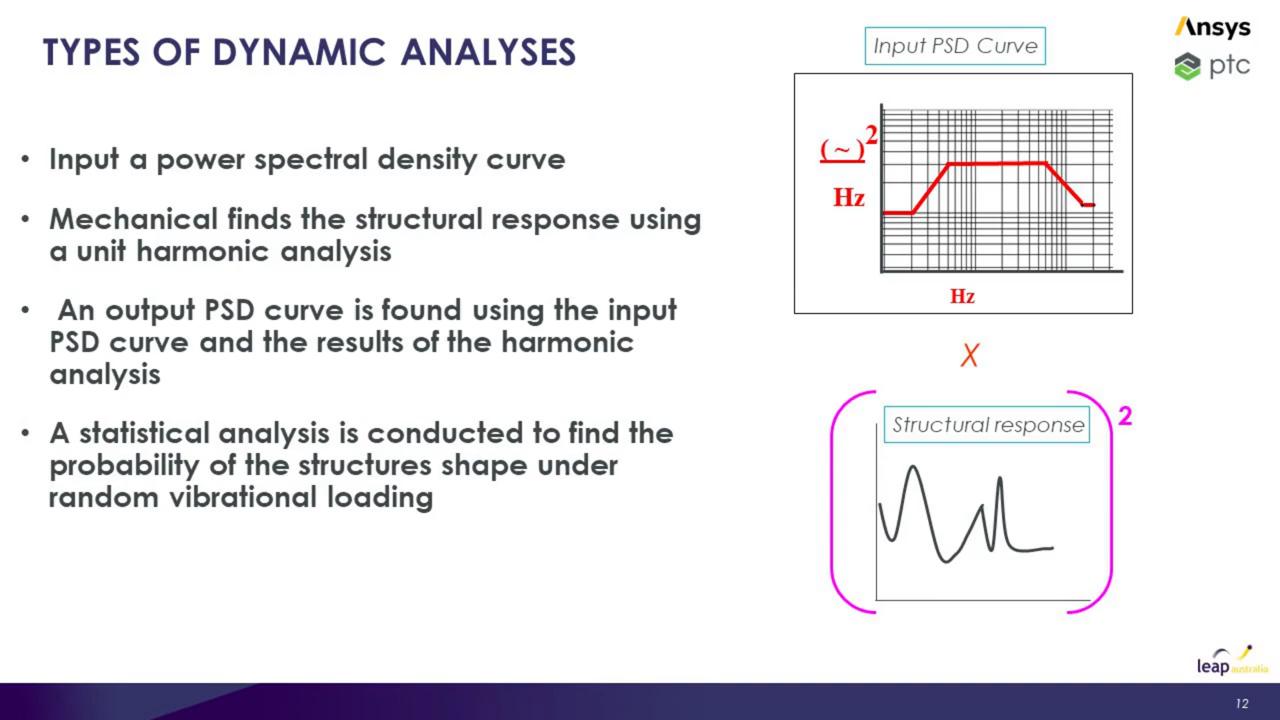 TYPES OF DYNAMIC ANALYSES
Input PSD Curve
Ansys
ptc
• Input a power spectral density curve
• Mechanical finds the structural response using
a unit harmonic analysis
• An output PSD curve is found using the input
PSD curve and the results of the harmonic
analysis
• A statistical analysis is conducted to find the
probability of the structures shape under
random vibrational loading
(~)²
Hz
Hz
X
Structural response
2
leap australia
12